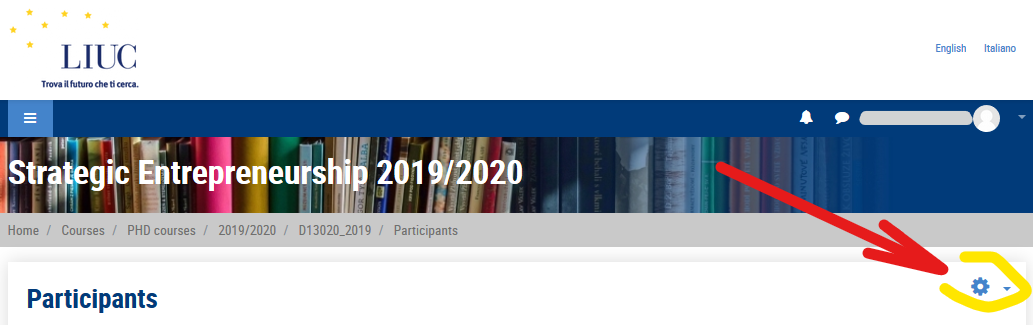 LIUC
Trova il futuro che ti cerca.
English Italiano
Strategic Entrepreneurship 2019/2020
Home / Courses / PHD courses / 2019/2020 / D13020_2019 / Participants
Participants